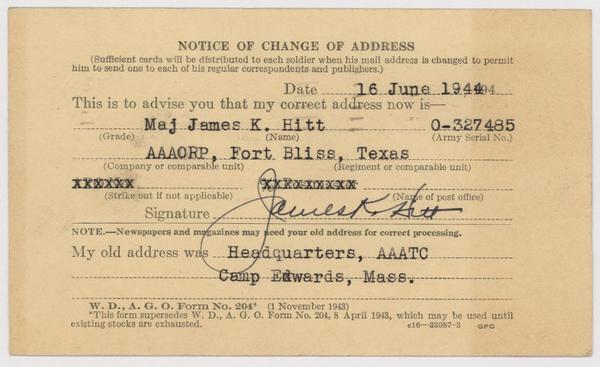 NOTICE OF CHANGE OF ADDRESS
(Sufficient cards will be distributed to each soldier when his mail address is changed to permit
him to send one to each of his regular correspondents and publishers.)
Date 16 June 1944
This is to advise you that my correct address now is—
Maj James K. Hitt O-327485
(Grade) (Name) (Army Serial No.)
AAAORP, Fort Bliss, Texas
(Company or comparable unit) (Regiment or comparable unit)
(Strike out if not applicable) (Name of post office)
Signature James K. Hitt
NOTE.—Newspapers and magazines may need your old address for correct processing.
My old address was Headquarters, AAATC
Camp Edwards, Mass.
W. D., A. G. O. Form No. 204* (1 November 1943)
*This form supersedes W. D., A. G. O. Form No. 204, 8 April 1943, which may be used until
existing stocks are exhausted. c16—33987-3 GPO